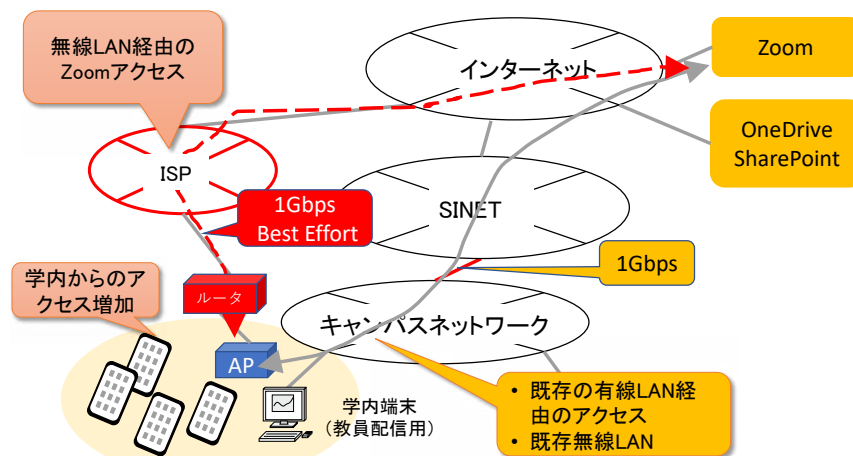 無線LAN経由の
Zoomアクセス
インターネット
Zoom
OneDrive
SharePoint
ISP
1Gbps
Best Effort
SINET
1Gbps
学内からのア
クセス増加
ルータ
キャンパスネットワーク
AP
学内端末
（教員配信用）
• 既存の有線LAN経
由のアクセス
• 既存無線LAN